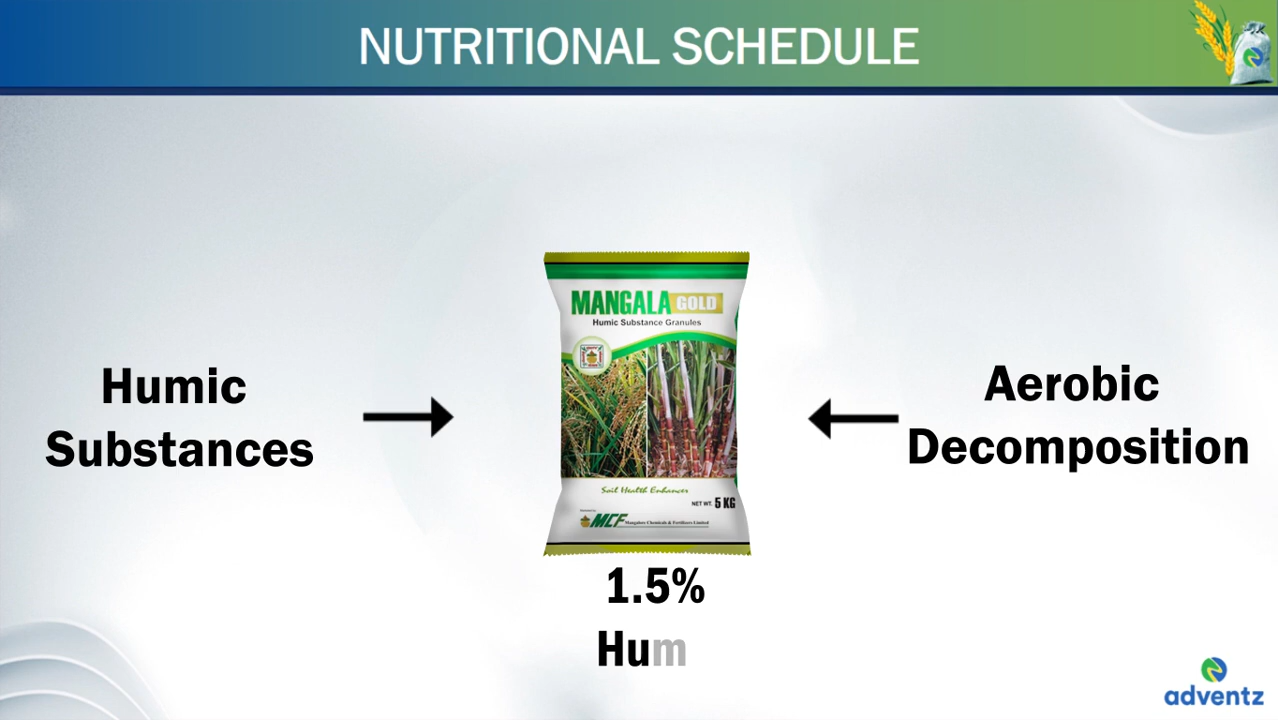 NUTRITIONAL SCHEDULE
MANGALA GOLD
Humic Substance Granules
Humic
Substances
Aerobic
Decomposition
Soil Health Enhancer
NET WT. 5 KG
MCF Mangalore Chemicals & Fertilizers Limited
1.5%
Hum
adventz